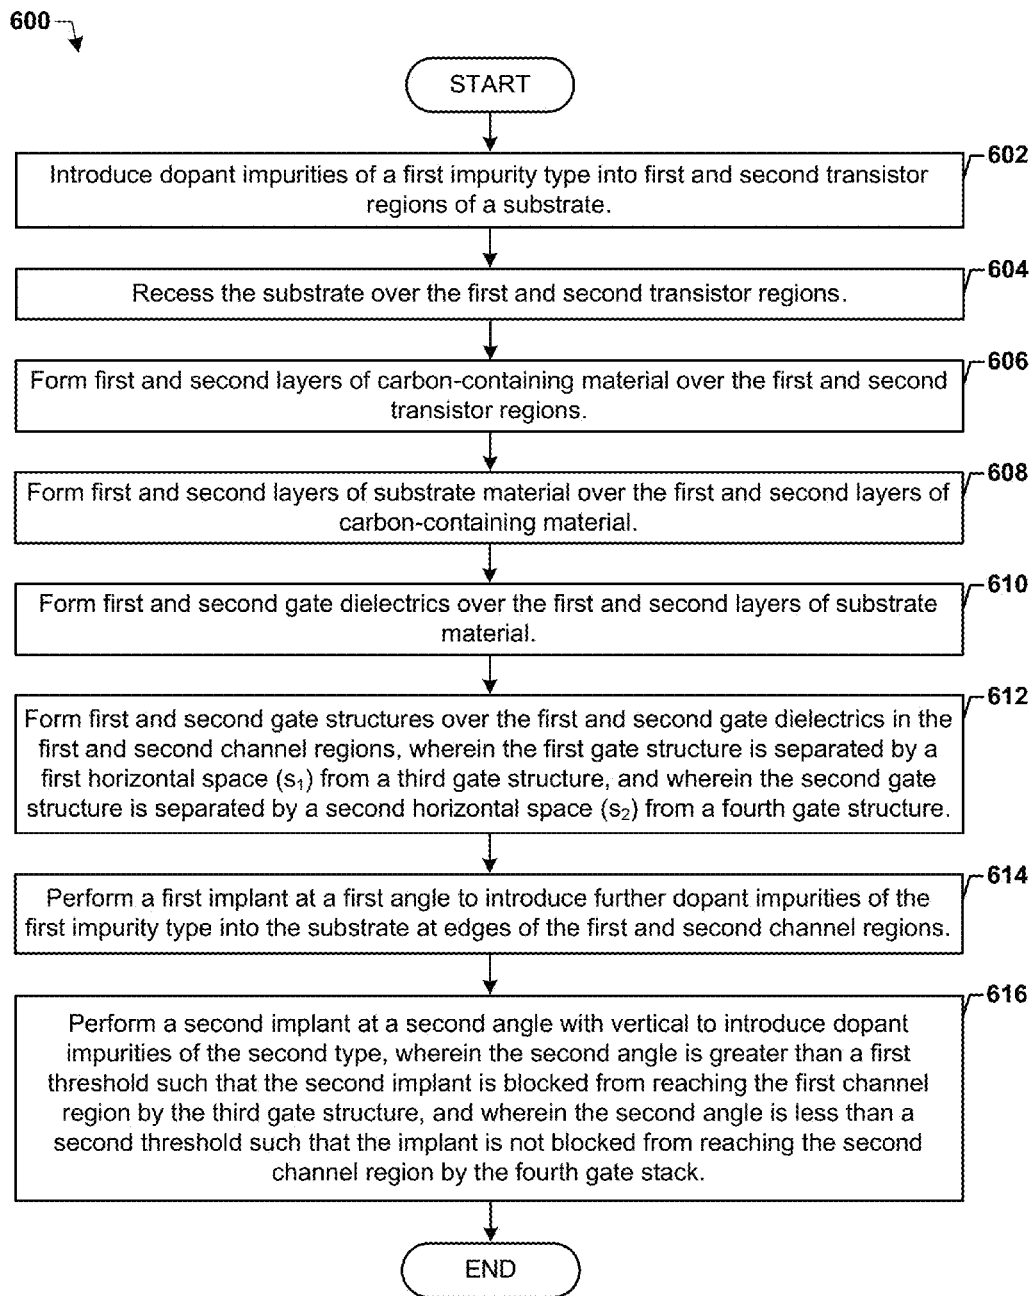 600
START
602
Introduce dopant impurities of a first impurity type into first and second transistor
regions of a substrate.
604
Recess the substrate over the first and second transistor regions.
606
Form first and second layers of carbon-containing material over the first and second
transistor regions.
608
Form first and second layers of substrate material over the first and second layers of
carbon-containing material.
610
Form first and second gate dielectrics over the first and second layers of substrate
material.
612
Form first and second gate structures over the first and second gate dielectrics in the
first and second channel regions, wherein the first gate structure is separated by a
first horizontal space (s₁) from a third gate structure, and wherein the second gate
structure is separated by a second horizontal space (s₂) from a fourth gate structure.
614
Perform a first implant at a first angle to introduce further dopant impurities of the
first impurity type into the substrate at edges of the first and second channel regions.
616
Perform a second implant at a second angle with vertical to introduce dopant
impurities of the second type, wherein the second angle is greater than a first
threshold such that the second implant is blocked from reaching the first channel
region by the third gate structure, and wherein the second angle is less than a
second threshold such that the implant is not blocked from reaching the second
channel region by the fourth gate stack.
END